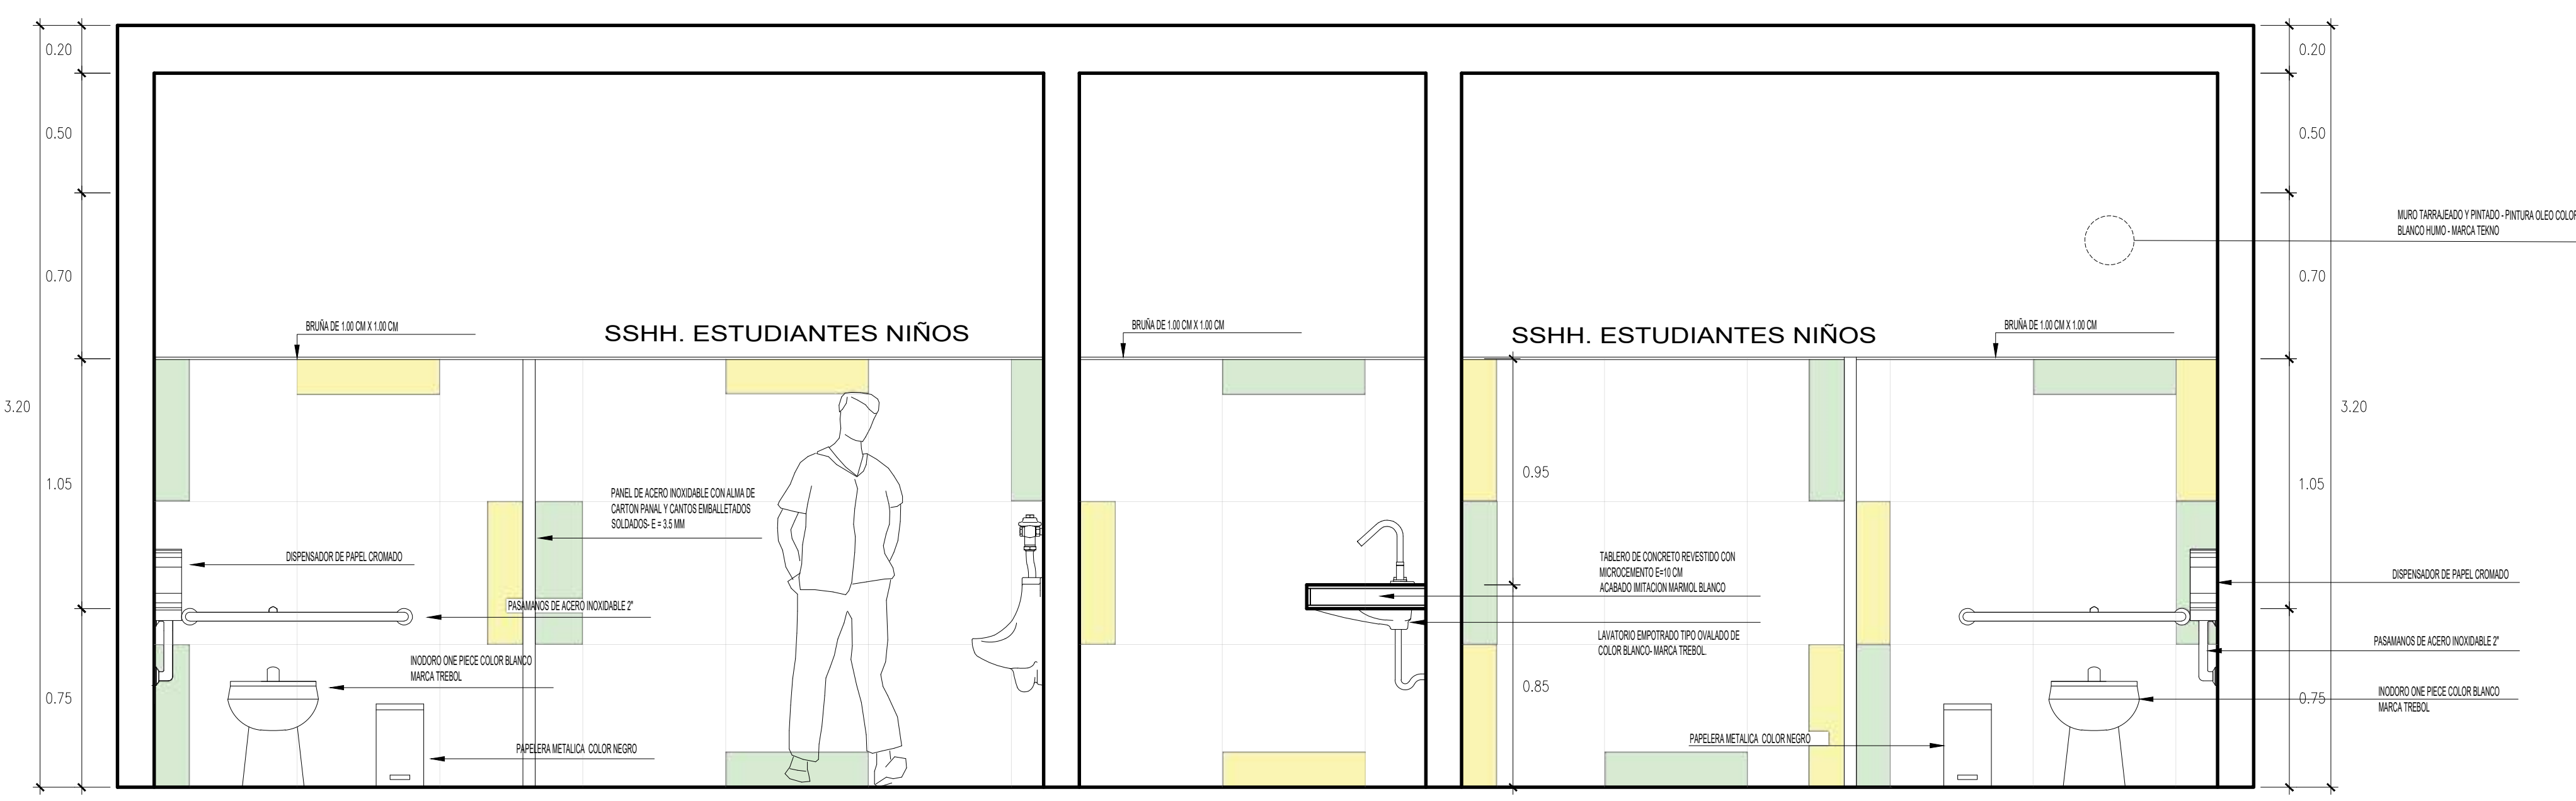 0.20
0.50
0.70
1.05
0.75
3.20
BRUÑA DE 1.00 CM X 1.00 CM
SSHH. ESTUDIANTES NIÑOS
PANEL DE ACERO INOXIDABLE CON ALMA DE
CARTON PANAL Y CANTOS EMBALLETADOS
SOLDADOS- E = 3.5 MM
DISPENSADOR DE PAPEL CROMADO
PASAMANOS DE ACERO INOXIDABLE 2"
INODORO ONE PIECE COLOR BLANCO
MARCA TREBOL
PAPELERA METALICA COLOR NEGRO
BRUÑA DE 1.00 CM X 1.00 CM
SSHH. ESTUDIANTES NIÑOS
BRUÑA DE 1.00 CM X 1.00 CM
0.95
0.85
TABLERO DE CONCRETO REVESTIDO CON
MICROCEMENTO E=10 CM
ACABADO IMITACION MARMOL BLANCO
LAVATORIO EMPOTRADO TIPO OVALADO DE
COLOR BLANCO- MARCA TREBOL.
PAPELERA METALICA COLOR NEGRO
0.20
0.50
0.70
1.05
0.75
3.20
MURO TARRAJEADO Y PINTADO - PINTURA OLEO COLOR
BLANCO HUMO - MARCA TEKNO
DISPENSADOR DE PAPEL CROMADO
PASAMANOS DE ACERO INOXIDABLE 2"
INODORO ONE PIECE COLOR BLANCO
MARCA TREBOL